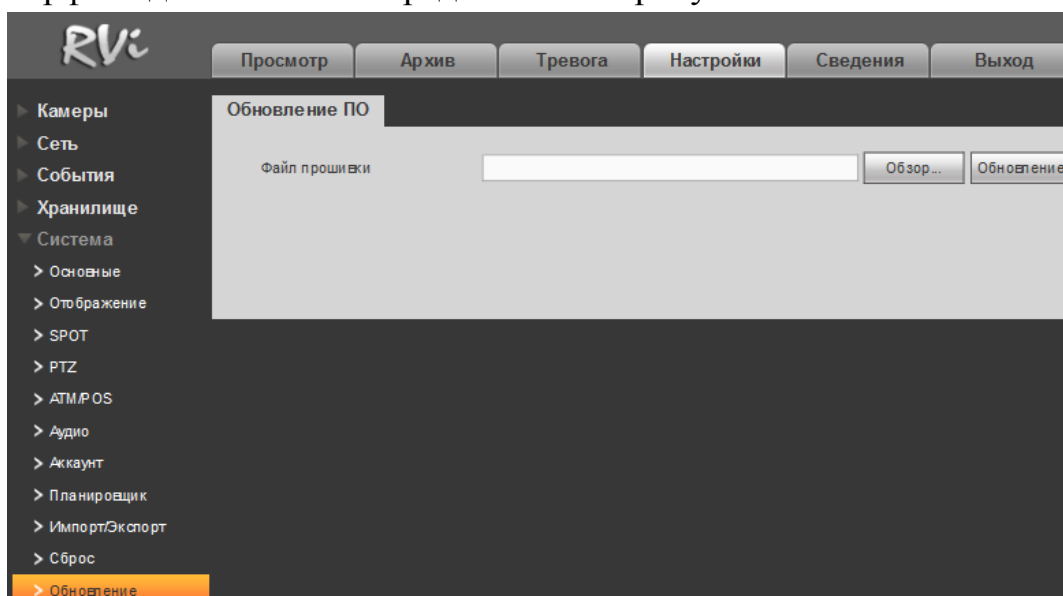 RVi
Просмотр Архив Тревога Настройки Сведения Выход
Камеры
Сеть
События
Хранилище
Система
Основные
Отображение
SPOT
PTZ
ATM/POS
Аудио
Аккаунт
Планировщик
Импорт/Экспорт
Сброс
Обновление
Обновление ПО
Файл прошивки Обзор... Обновление